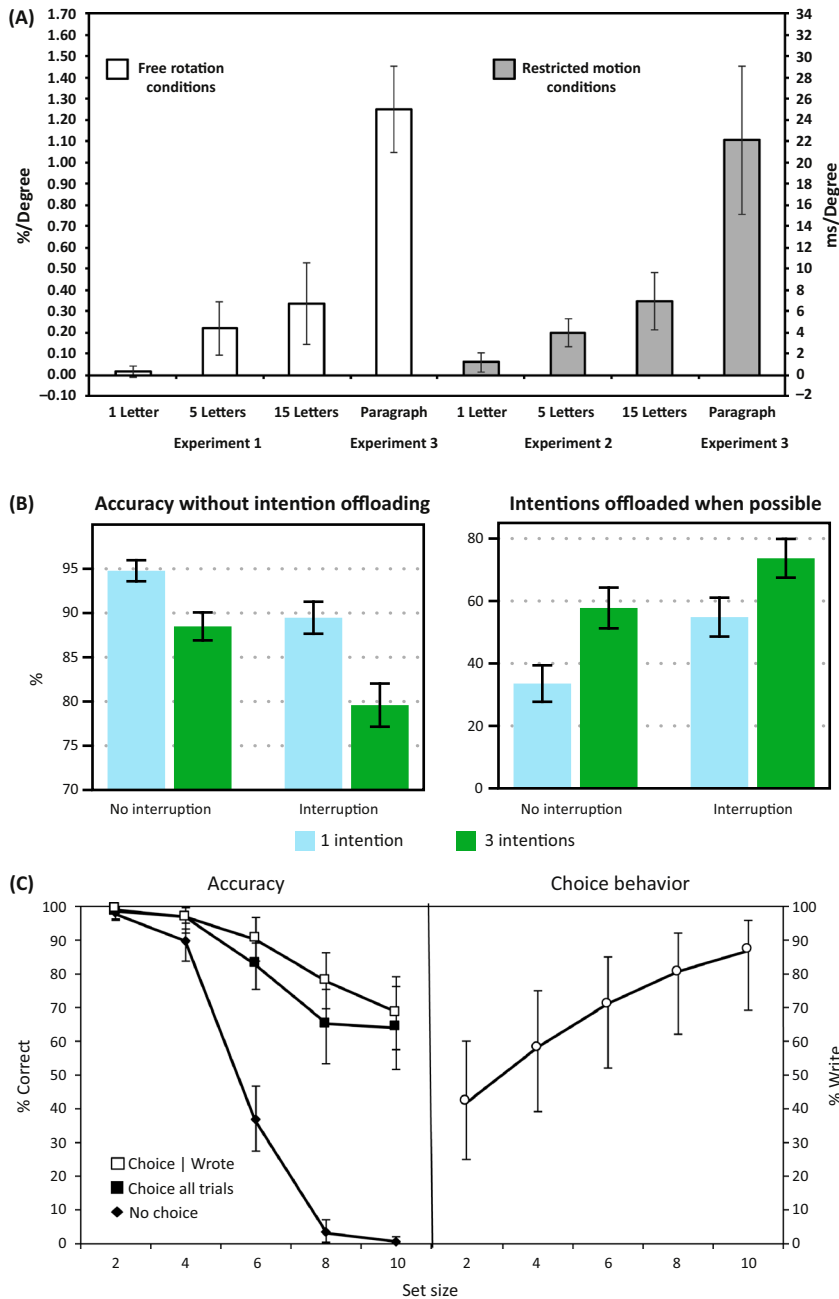 (A)
1.70
1.60
1.50
1.40
1.30
1.20
1.10
1.00
0.90
0.80
0.70
0.60
0.50
0.40
0.30
0.20
0.10
0.00
–0.10
%/Degree
Free rotation
conditions
Restricted motion
conditions
34
32
30
28
26
24
22
20
18
16
14
12
10
8
6
4
2
0
–2
ms/Degree
1 Letter 5 Letters 15 Letters Paragraph 1 Letter 5 Letters 15 Letters Paragraph
Experiment 1 Experiment 3 Experiment 2 Experiment 3
(B)
Accuracy without intention offloading
95
90
85
80
75
70
%
No interruption Interruption
Intentions offloaded when possible
80
60
40
20
0
No interruption Interruption
1 intention 3 intentions
(C)
Accuracy
100
90
80
70
60
50
40
30
20
10
0
% Correct
Choice | Wrote
Choice all trials
No choice
2 4 6 8 10
Choice behavior
100
90
80
70
60
50
40
30
20
10
0
% Write
2 4 6 8 10
Set size